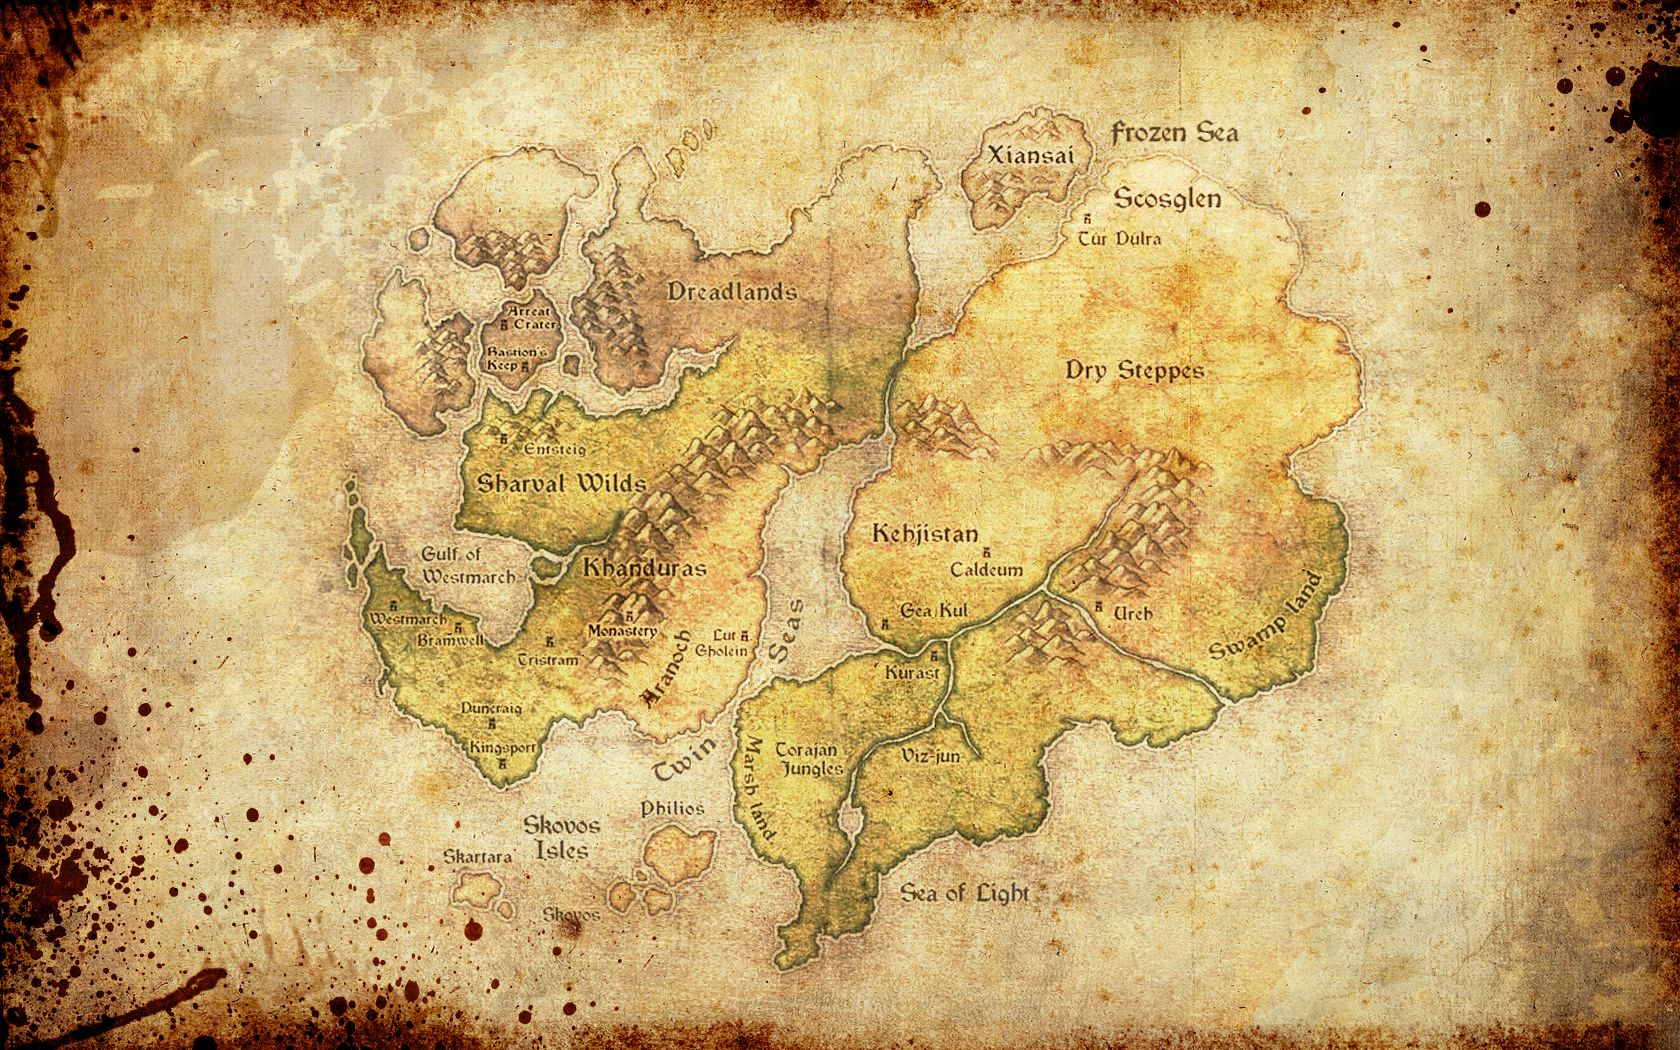 Frozen Sea
Xiansai
Scosglen
Tur Dulra
Dreadlands
Arreat
Crater
Bastion's
Keep
Dry Steppes
Entsteig
Sharval Wilds
Kehjistan
Caldeum
Gulf of
Westmarch
Khanduras
Gea Kul
Ureh
Swamp land
Westmarch
Bramwell
Monastery
Lut
Gholein
Seas
Tristram
Aranoch
Kurast
Duncraig
Kingsport
Twin
Marsh land
Torajan
Jungles
Viz-jun
Philios
Skovos
Isles
Skartara
Sea of Light
Skovos